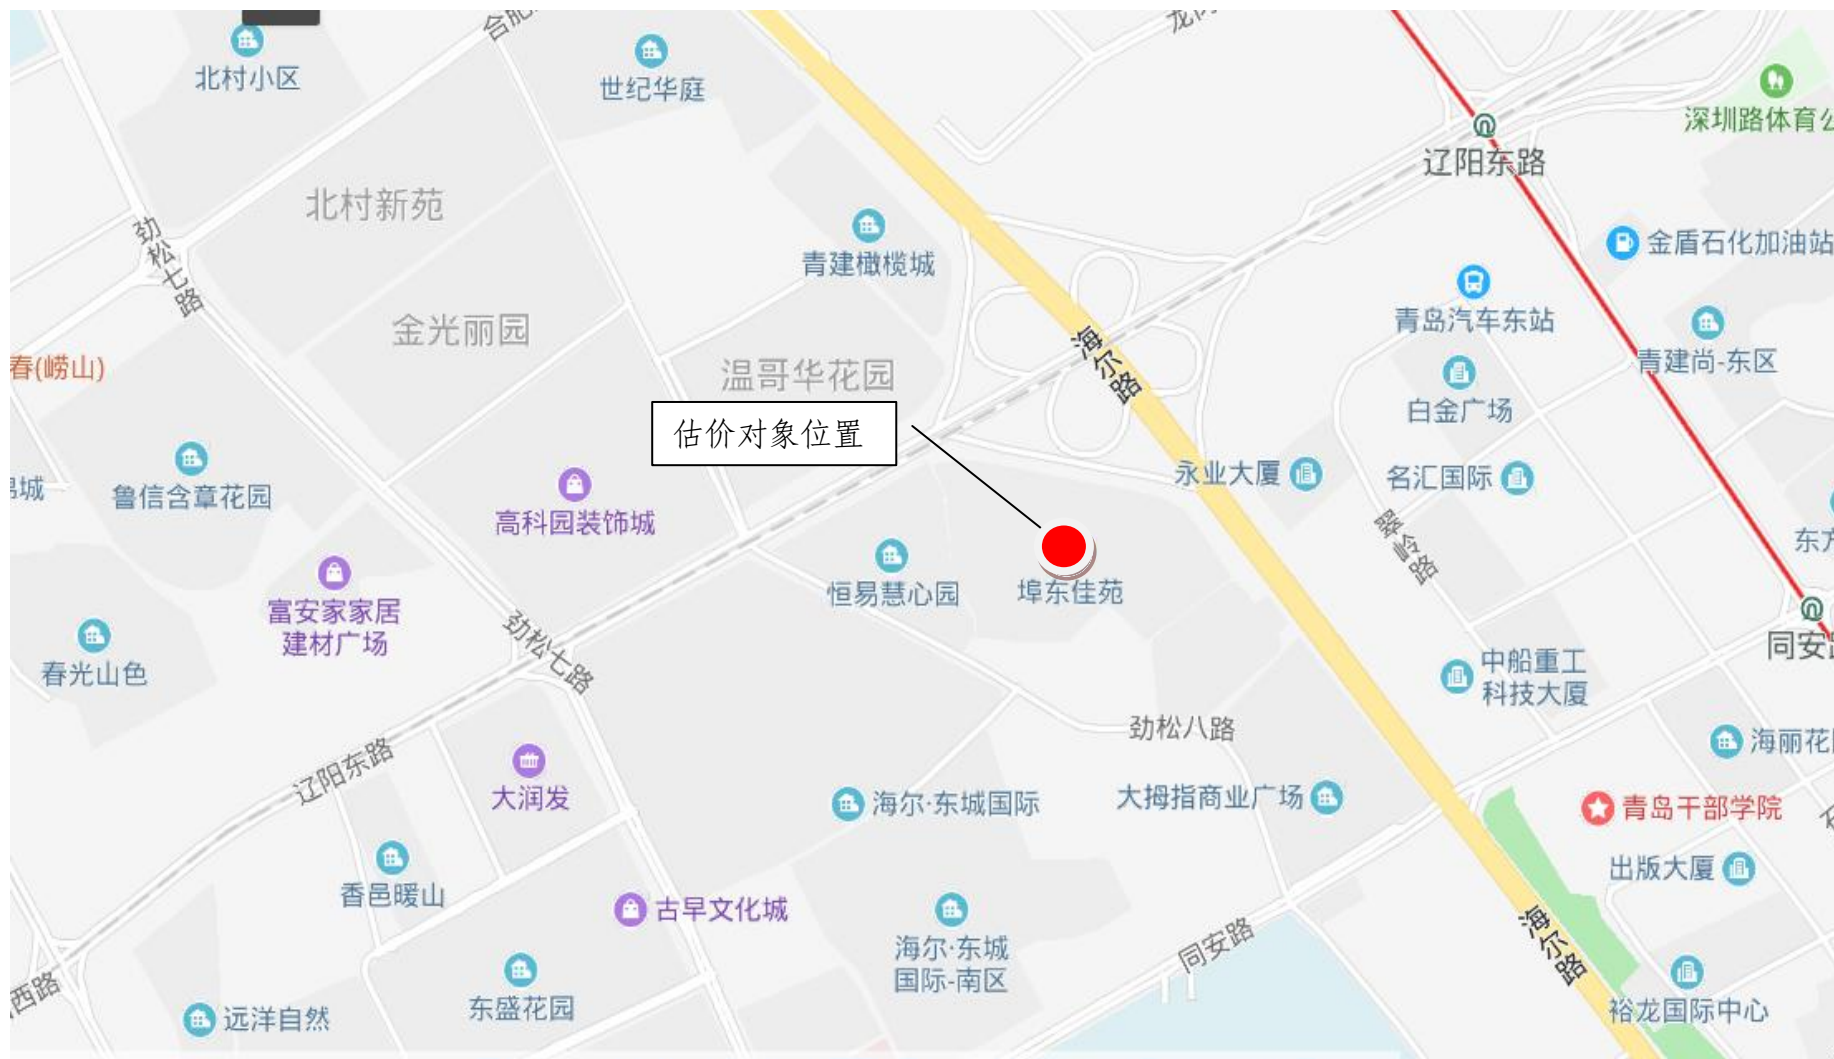 合肥
龙岗
北村小区
世纪华庭
深圳路体育公
辽阳东路
北村新苑
劲松七路
青建橄榄城
金盾石化加油站
青岛汽车东站
金光丽园
海尔路
青建尚-东区
春(崂山)
温哥华花园
白金广场
估价对象位置
永业大厦
名汇国际
城
鲁信含章花园
高科园装饰城
翠岭路
东方
恒易慧心园
埠东佳苑
富安家家居
建材广场
劲松七路
同安
春光山色
中船重工
科技大厦
劲松八路
海丽花
辽阳东路
大润发
海尔·东城国际
大拇指商业广场
青岛干部学院
石
出版大厦
香邑暖山
古早文化城
海尔·东城
国际-南区
同安路
海尔路
西路
东盛花园
远洋自然
裕龙国际中心